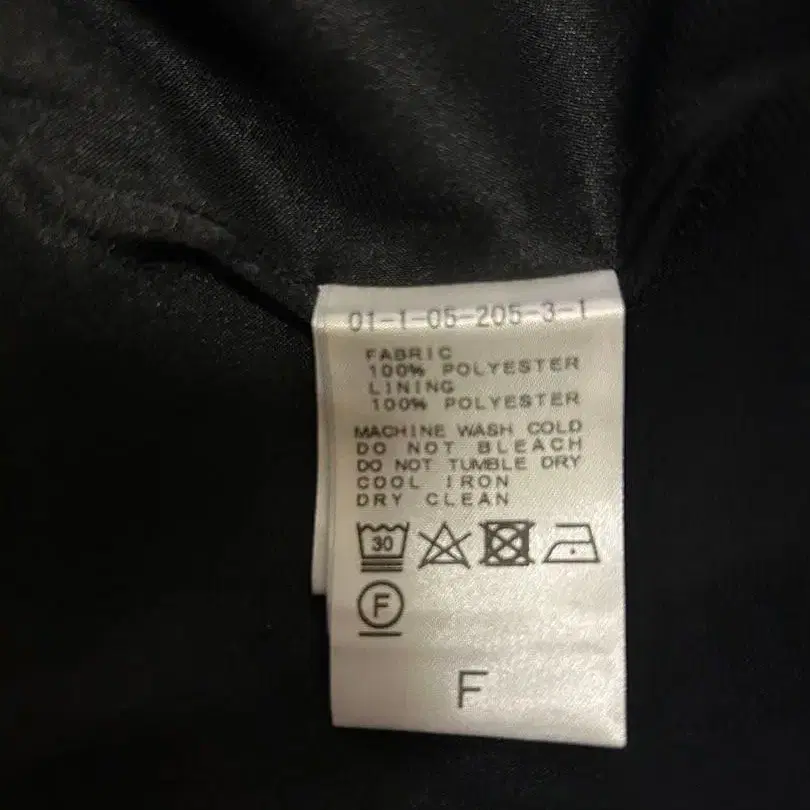 01-1-05-205-3-1
FABRIC
100% POLYESTER
LINING
100% POLYESTER
MACHINE WASH COLD
DO NOT BLEACH
DO NOT TUMBLE DRY
COOL IRON
DRY CLEAN
30
F
F